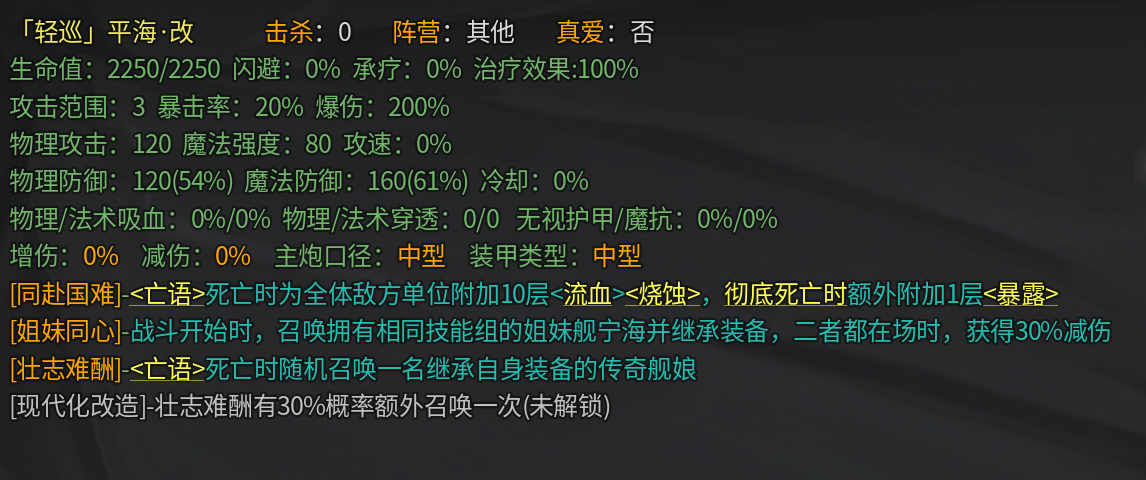 「轻巡」平海·改 击杀：0 阵营：其他 真爱：否
生命值：2250/2250 闪避：0% 承疗：0% 治疗效果:100%
攻击范围：3 暴击率：20% 爆伤：200%
物理攻击：120 魔法强度：80 攻速：0%
物理防御：120(54%) 魔法防御：160(61%) 冷却：0%
物理/法术吸血：0%/0% 物理/法术穿透：0/0 无视护甲/魔抗：0%/0%
增伤：0% 减伤：0% 主炮口径：中型 装甲类型：中型
[同赴国难]-<亡语>死亡时为全体敌方单位附加10层<流血><烧蚀>，彻底死亡时额外附加1层<暴露>
[姐妹同心]-战斗开始时，召唤拥有相同技能组的姐妹舰宁海并继承装备，二者都在场时，获得30%减伤
[壮志难酬]-<亡语>死亡时随机召唤一名继承自身装备的传奇舰娘
[现代化改造]-壮志难酬有30%概率额外召唤一次(未解锁)